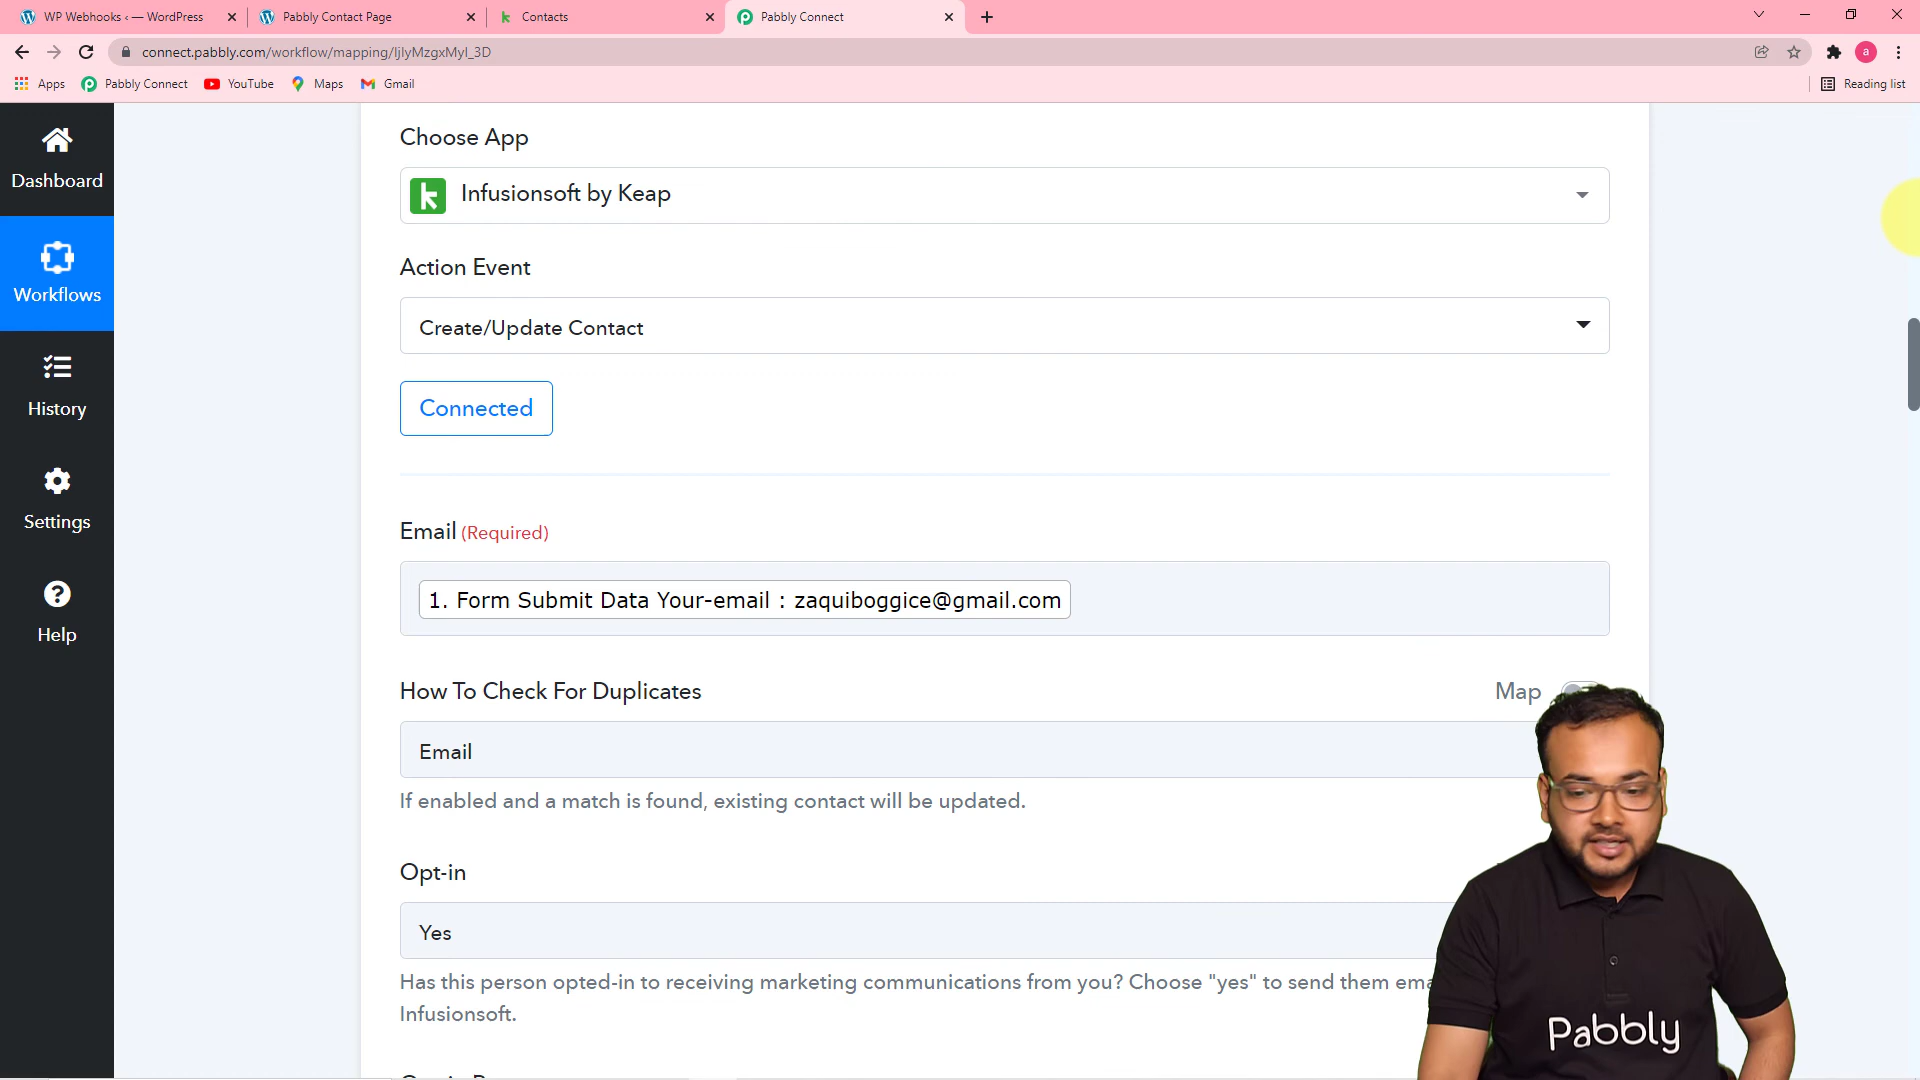 WP Webhooks ‹ — WordPress
Pabbly Contact Page
Contacts
Pabbly Connect
connect.pabbly.com/workflow/mapping/IjIyMzgxMyI_3D
a
Apps
Pabbly Connect
YouTube
Maps
Gmail
Reading list
Dashboard
Workflows
History
Settings
Help
Choose App
Infusionsoft by Keap
Action Event
Create/Update Contact
Connected
Email (Required)
1. Form Submit Data Your-email : zaquiboggice@gmail.com
How To Check For Duplicates
Map
Email
If enabled and a match is found, existing contact will be updated.
Opt-in
Yes
Has this person opted-in to receiving marketing communications from you? Choose "yes" to send them
Infusionsoft.
Pabbly